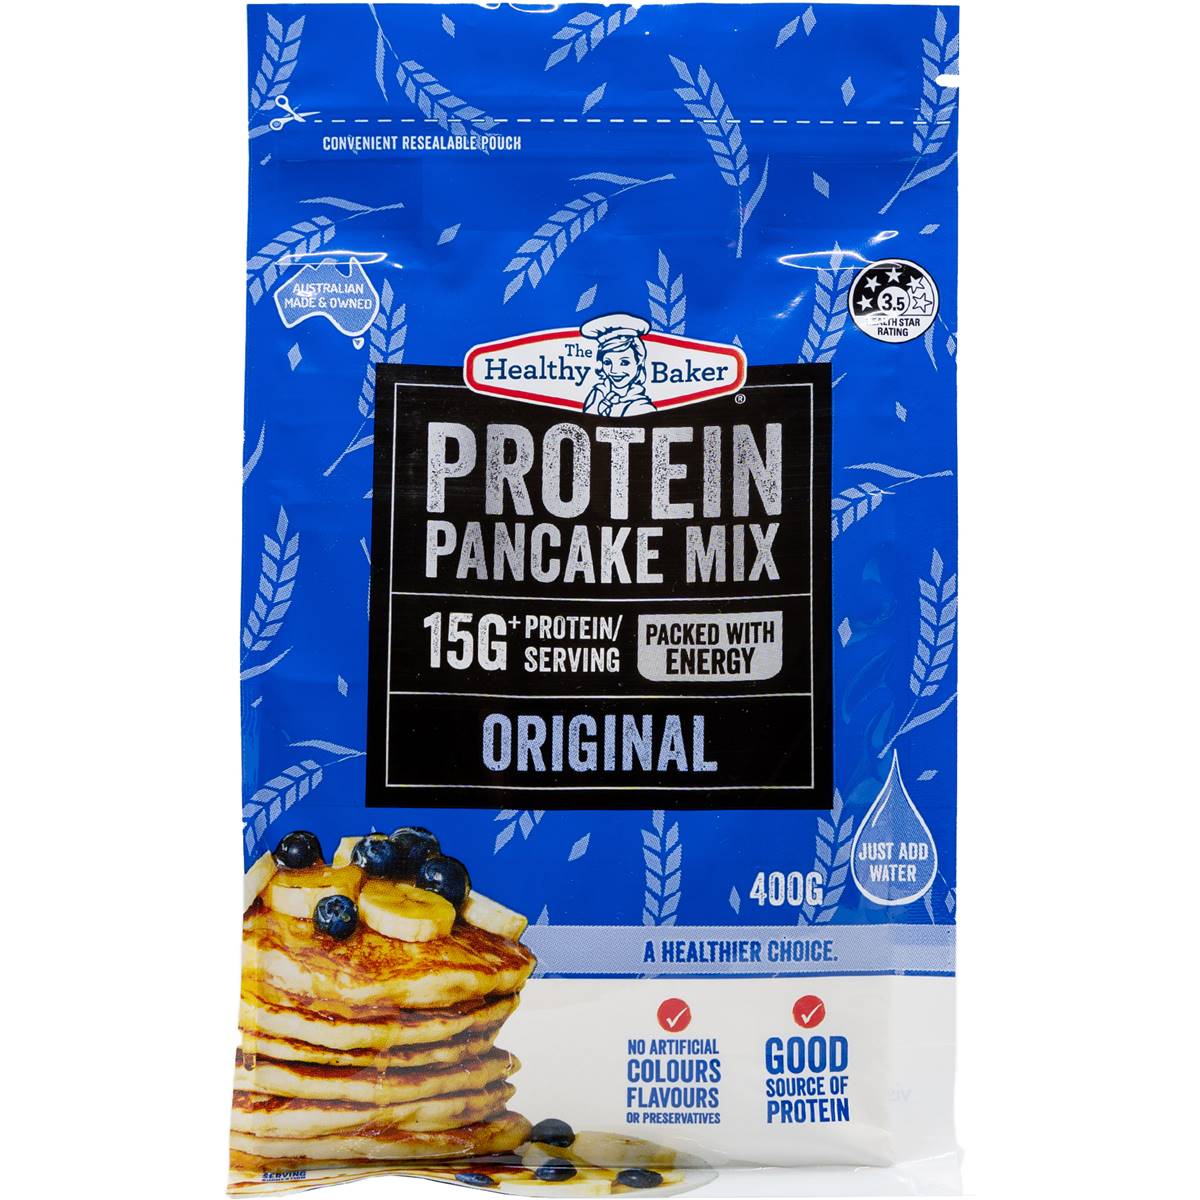 CONVENIENT RESEALABLE POUCH
AUSTRALIAN
MADE & OWNED
3.5
HEALTH STAR
RATING
The
Healthy Baker
®
PROTEIN
PANCAKE MIX
15G+ PROTEIN/
SERVING
PACKED WITH
ENERGY
ORIGINAL
JUST ADD
WATER
400G
A HEALTHIER CHOICE.
NO ARTIFICIAL
COLOURS
FLAVOURS
OR PRESERVATIVES
GOOD
SOURCE OF
PROTEIN
SERVING